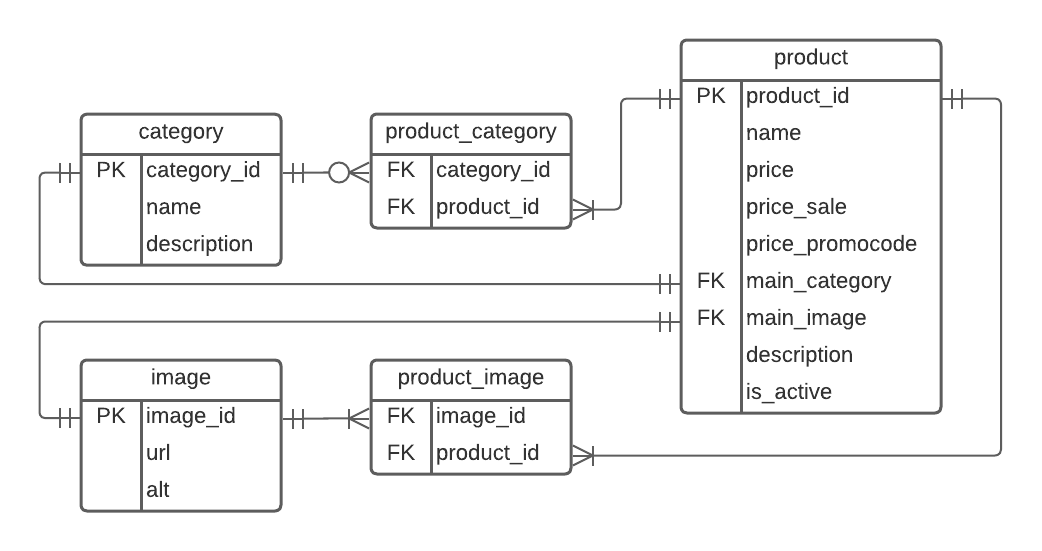 category
PK category_id
name
description
product_category
FK category_id
FK product_id
product
PK product_id
name
price
price_sale
price_promocode
FK main_category
FK main_image
description
is_active
image
PK image_id
url
alt
product_image
FK image_id
FK product_id